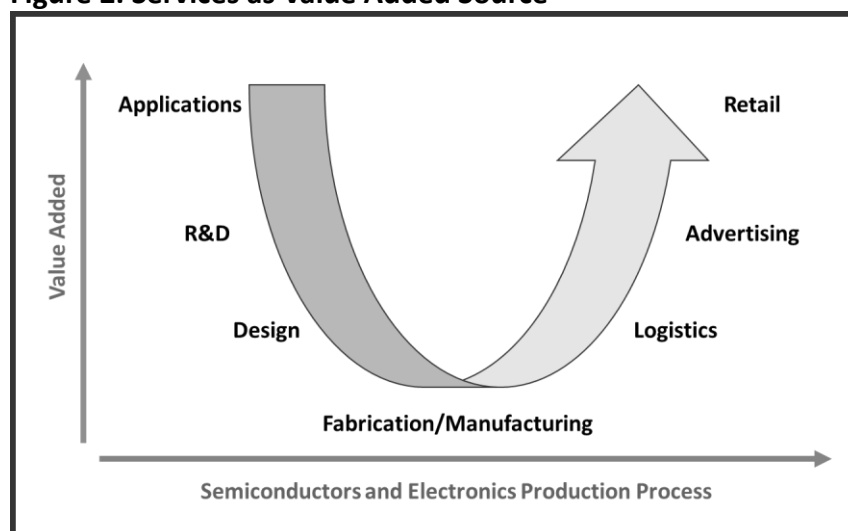 Figure 2: Services as Value Added Source
Applications
Retail
R&D
Advertising
Design
Logistics
Fabrication/Manufacturing
Value Added
Semiconductors and Electronics Production Process